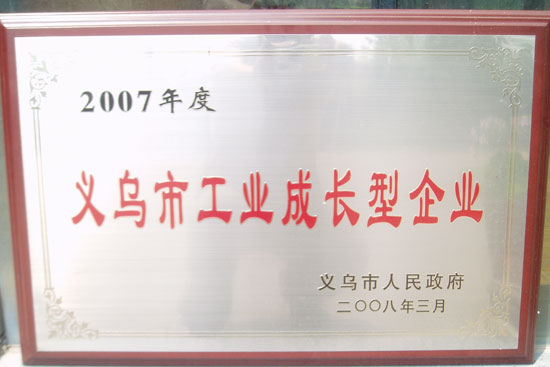 2007年度
义乌市工业成长型企业
义乌市人民政府
二〇〇八年三月